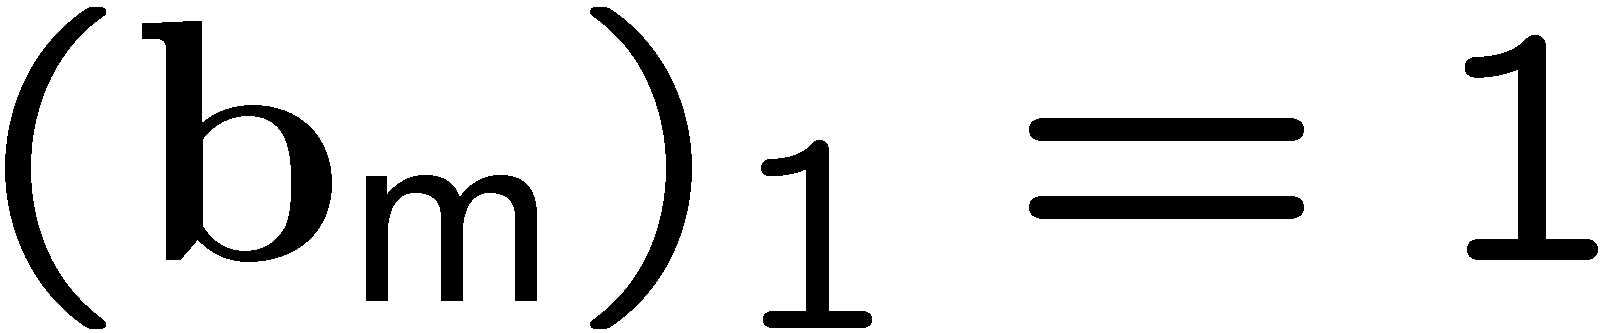 (b_m)_1 = 1